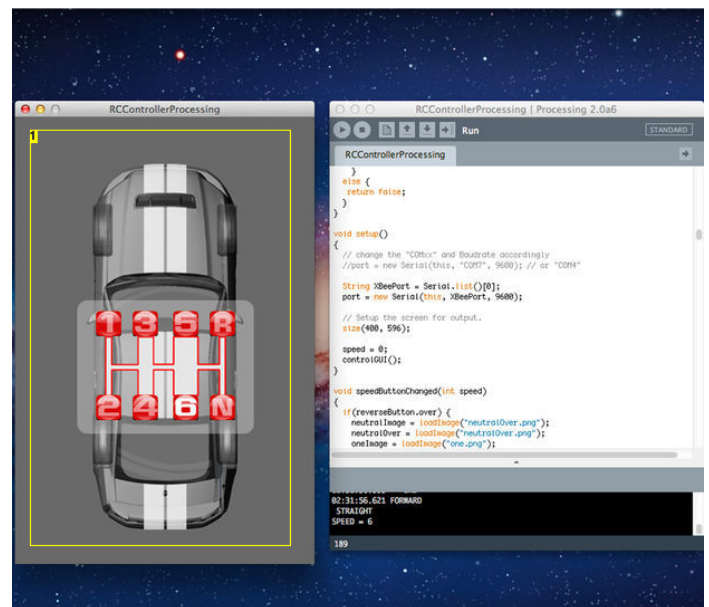 RCControllerProcessing
1
1 3 5 R
2 4 6 N
RCControllerProcessing | Processing 2.0a6
Run
STANDARD
RCControllerProcessing
}
else {
return false;
}
}
void setup()
{
// change the "COMxx" and Baudrate accordingly
//port = new Serial(this, "COM7", 9600); // or "COM4"
String XBeePort = Serial.list()[0];
port = new Serial(this, XBeePort, 9600);
// Setup the screen for output.
size(400, 596);
speed = 0;
controlGUI();
}
void speedButtonChanged(int speed)
{
if(reverseButton.over) {
neutralImage = loadImage("neutralOver.png");
neutralOver = loadImage("neutralOver.png");
oneImage = loadImage("one.png");
02:31:56.621 FORWARD
STRAIGHT
SPEED = 6
189